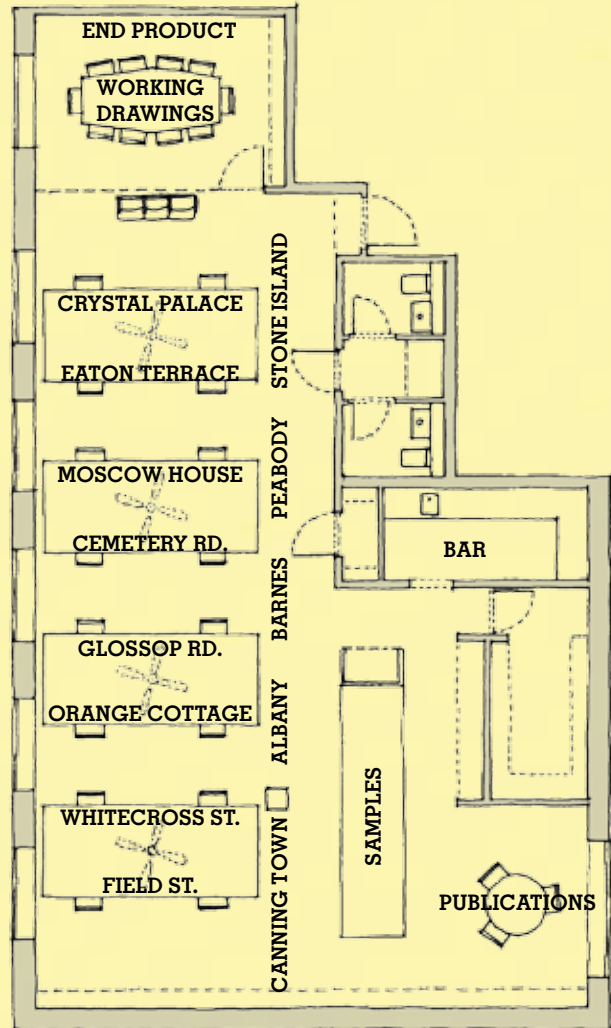 END PRODUCT
WORKING
DRAWINGS
CRYSTAL PALACE
EATON TERRACE
MOSCOW HOUSE
CEMETERY RD.
GLOSSOP RD.
ORANGE COTTAGE
WHITECROSS ST.
FIELD ST.
STONE ISLAND
PEABODY
BARNES
ALBANY
CANNING TOWN
BAR
SAMPLES
PUBLICATIONS